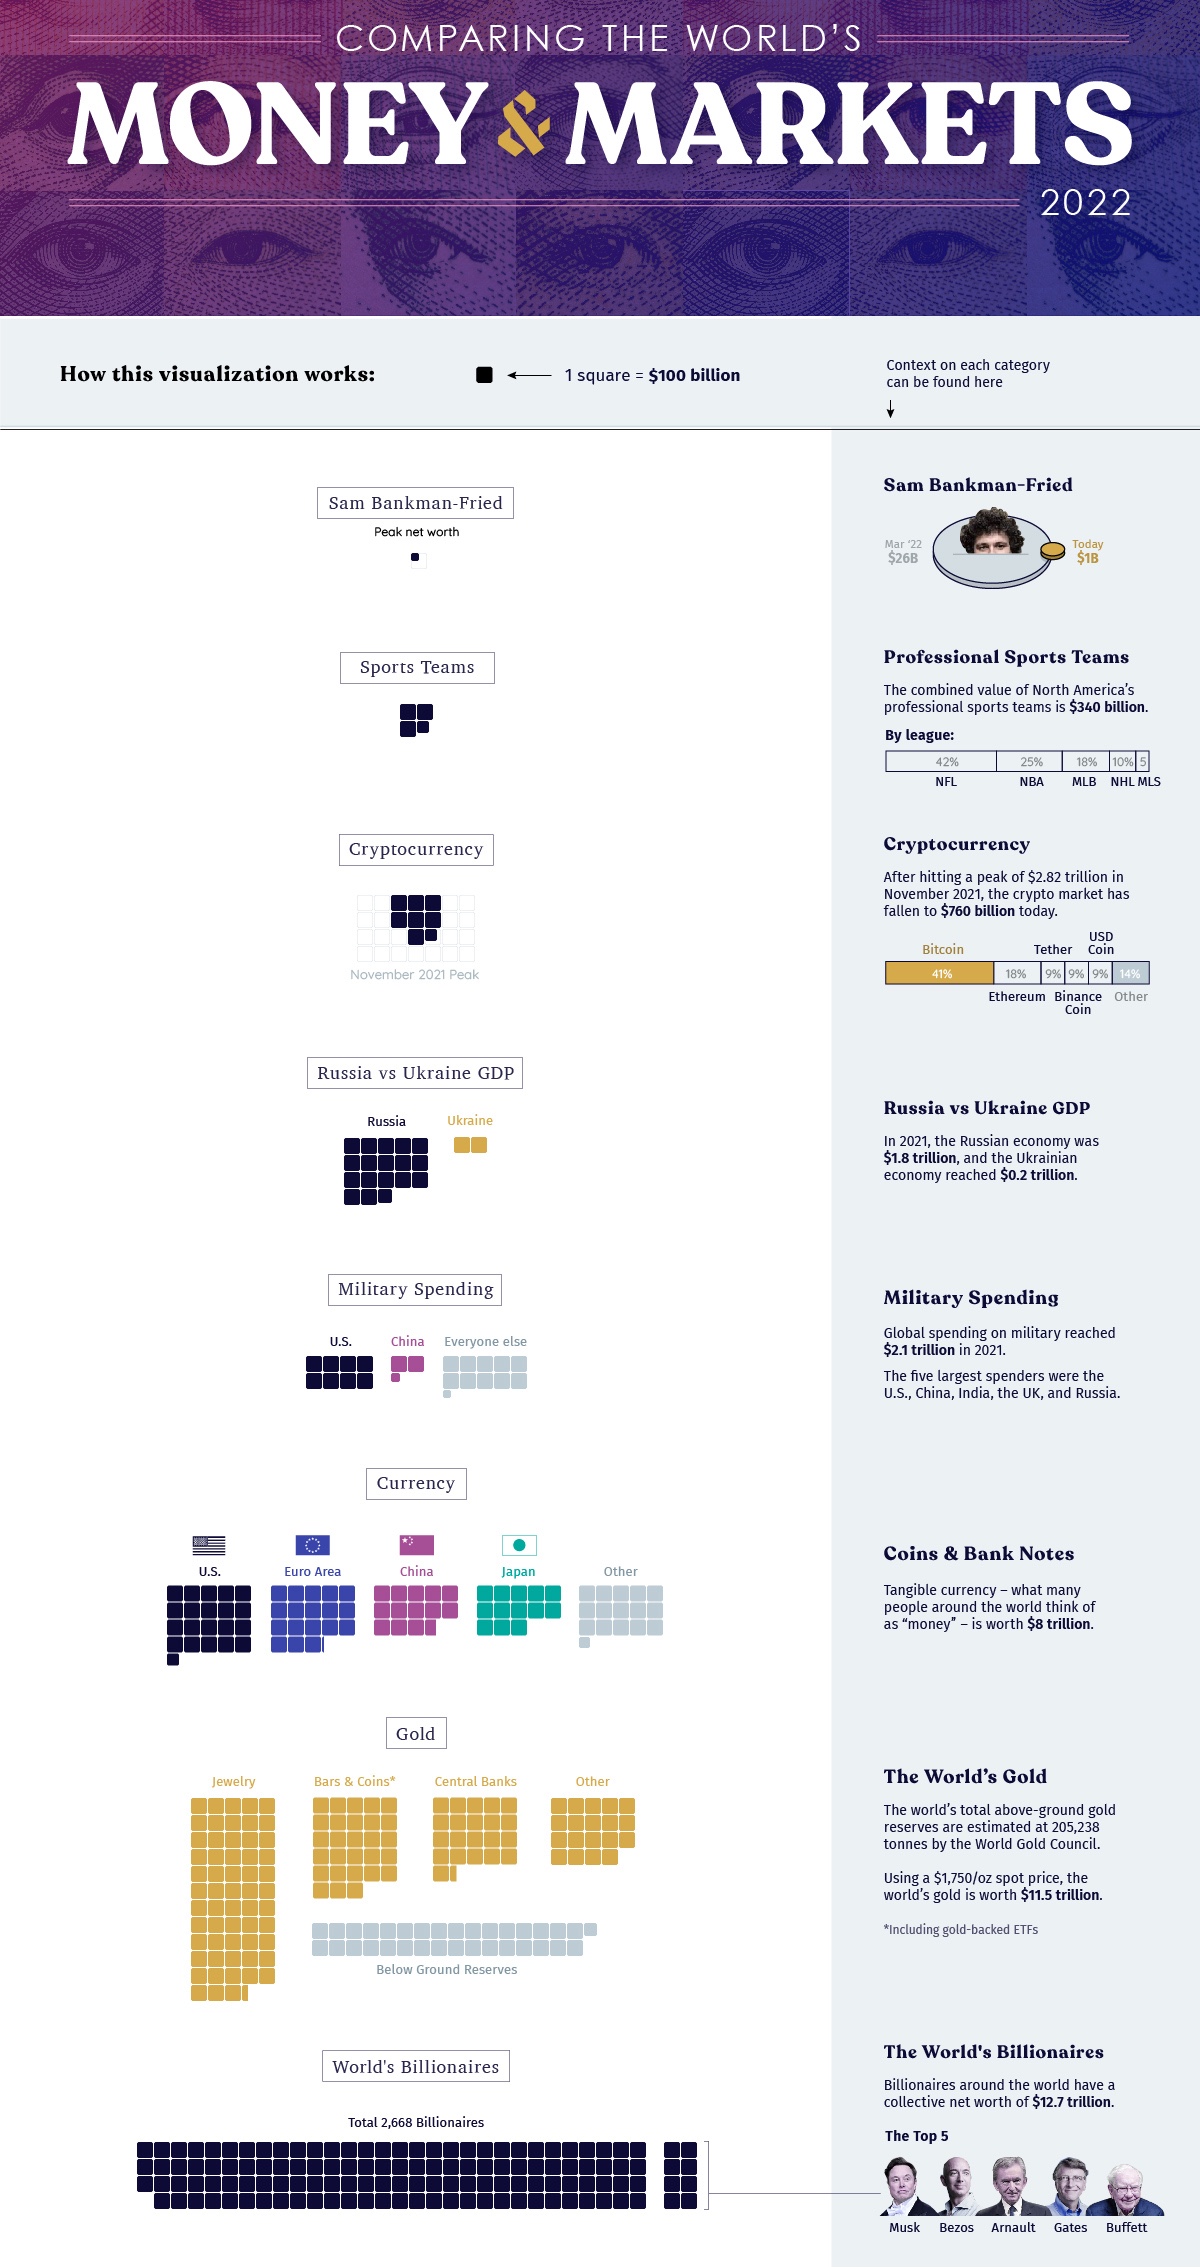 COMPARING THE WORLD'S
MONEY & MARKETS
2022
How this visualization works:
1 square = $100 billion
Context on each category
can be found here
Sam Bankman-Fried
Peak net worth
Sam Bankman-Fried
Mar '22
$26B
Today
$1B
Sports Teams
Professional Sports Teams
The combined value of North America's
professional sports teams is $340 billion.
By league:
42% 25% 18% 10% 5
NFL NBA MLB NHL MLS
Cryptocurrency
November 2021 Peak
Cryptocurrency
After hitting a peak of $2.82 trillion in
November 2021, the crypto market has
fallen to $760 billion today.
USD
Bitcoin Tether Coin
41% 18% 9% 9% 9% 14%
Ethereum Binance Other
Coin
Russia vs Ukraine GDP
Russia Ukraine
Russia vs Ukraine GDP
In 2021, the Russian economy was
$1.8 trillion, and the Ukrainian
economy reached $0.2 trillion.
Military Spending
U.S. China Everyone else
Military Spending
Global spending on military reached
$2.1 trillion in 2021.
The five largest spenders were the
U.S., China, India, the UK, and Russia.
Currency
U.S. Euro Area China Japan Other
Coins & Bank Notes
Tangible currency – what many
people around the world think of
as “money” – is worth $8 trillion.
Gold
Jewelry Bars & Coins* Central Banks Other
Below Ground Reserves
The World's Gold
The world's total above-ground gold
reserves are estimated at 205,238
tonnes by the World Gold Council.
Using a $1,750/oz spot price, the
world's gold is worth $11.5 trillion.
*Including gold-backed ETFs
World's Billionaires
Total 2,668 Billionaires
The World's Billionaires
Billionaires around the world have a
collective net worth of $12.7 trillion.
The Top 5
Musk Bezos Arnault Gates Buffett